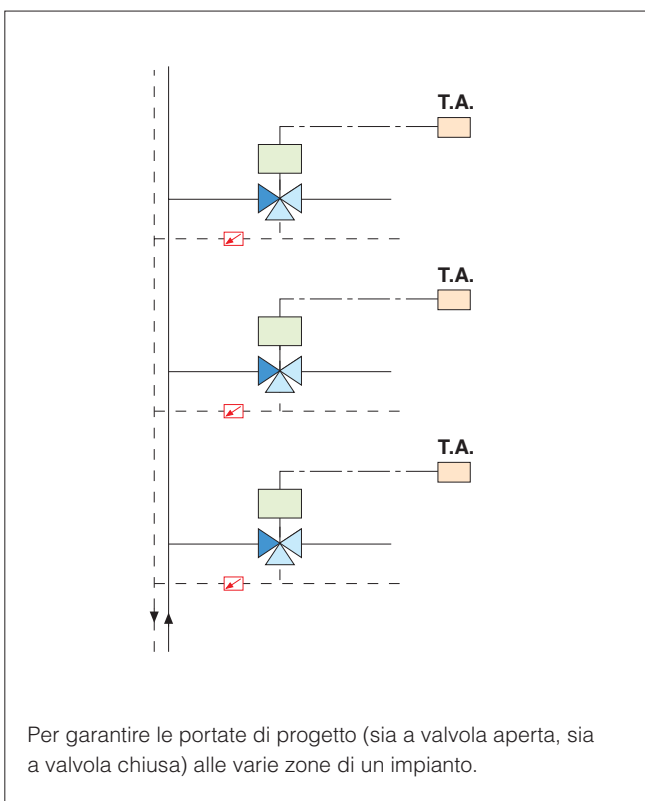 T.A.
T.A.
T.A.
Per garantire le portate di progetto (sia a valvola aperta, sia
a valvola chiusa) alle varie zone di un impianto.